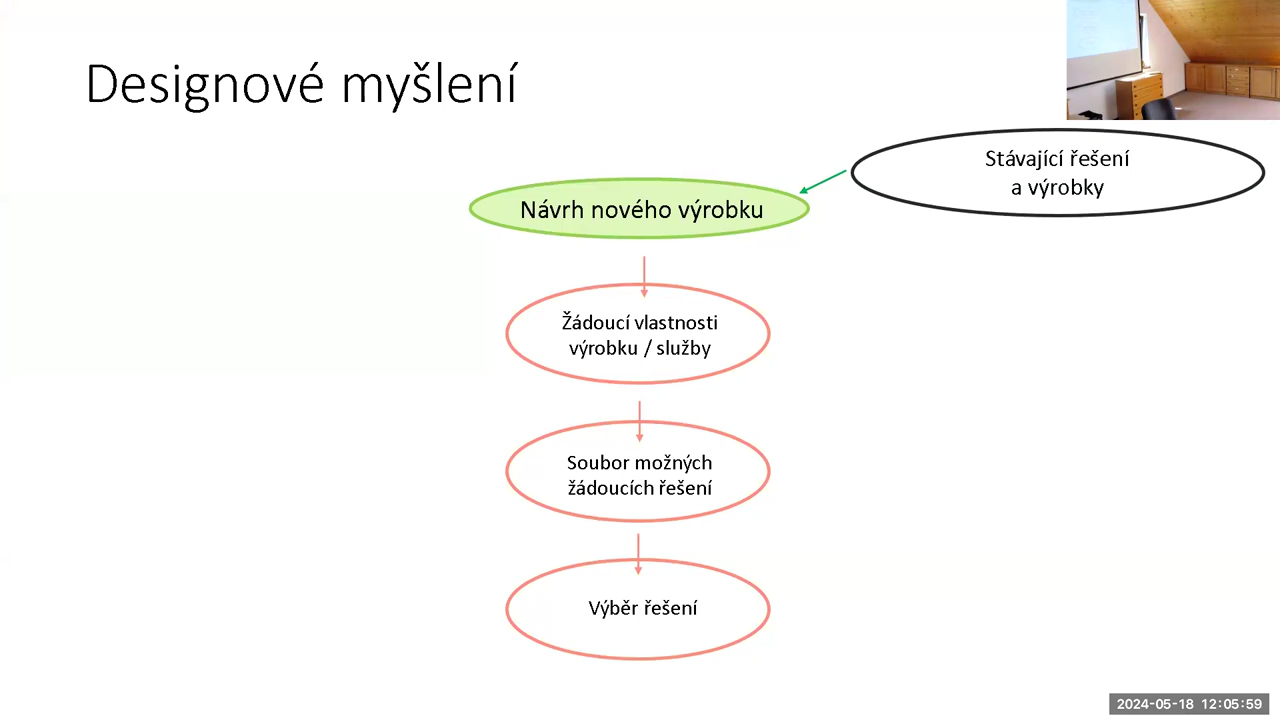 Designové myšlení
Stávající řešení
a výrobky
Návrh nového výrobku
Žádoucí vlastnosti
výrobku / služby
Soubor možných
žádoucích řešení
Výběr řešení
2024-05-18 12:05:59